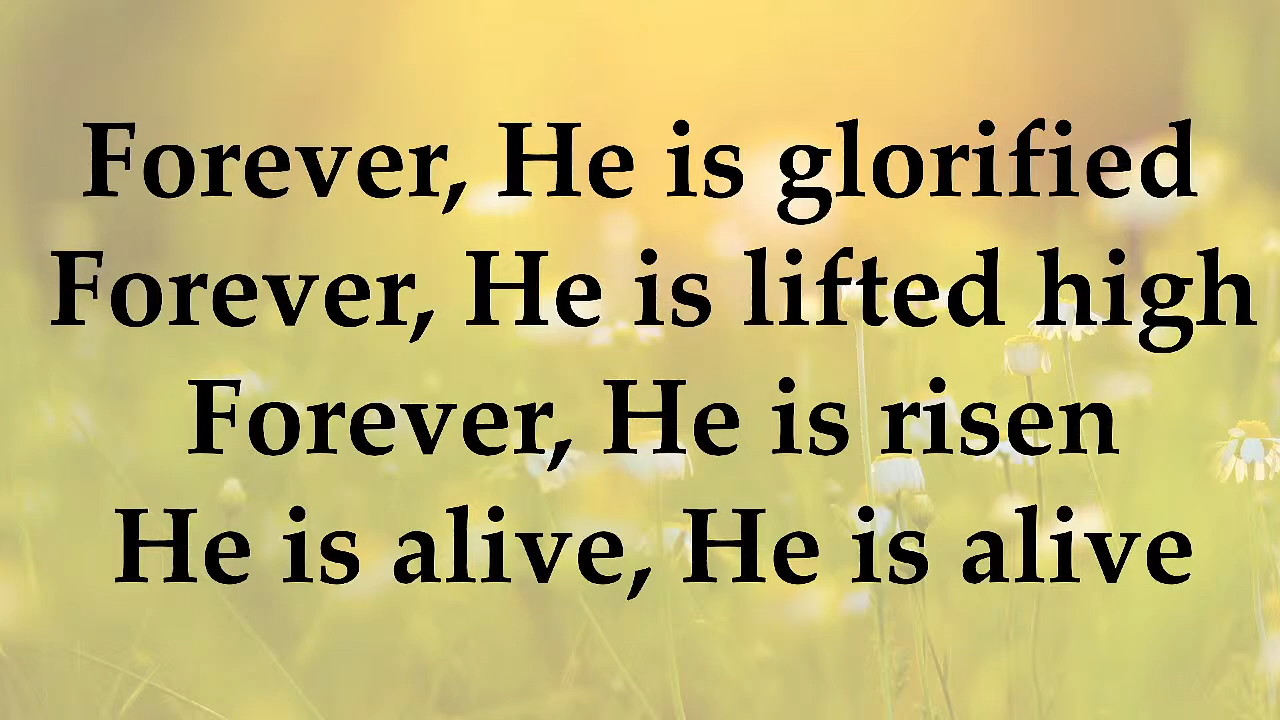 Forever, He is glorified
Forever, He is lifted high
Forever, He is risen
He is alive, He is alive